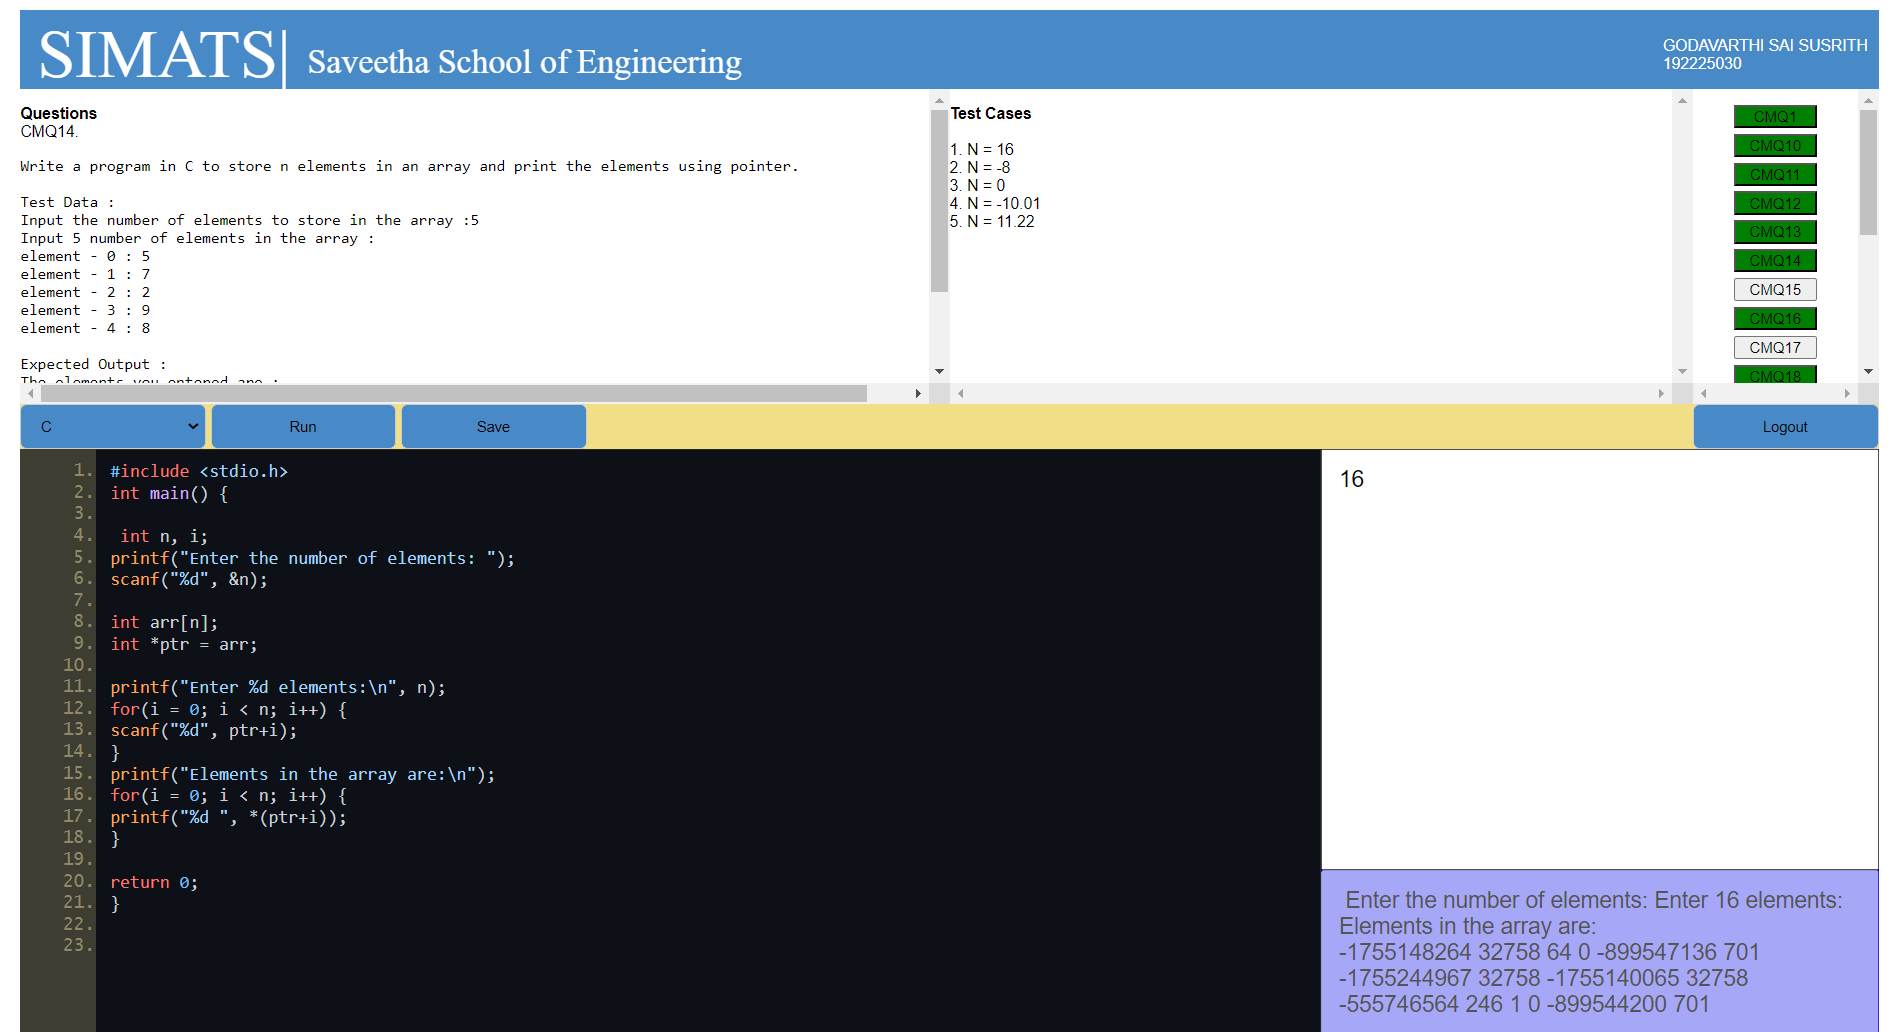 SIMATS| Saveetha School of Engineering
GODAVARTHI SAI SUSRITH
192225030
Questions
CMQ14.
Write a program in C to store n elements in an array and print the elements using pointer.
Test Data :
Input the number of elements to store in the array :5
Input 5 number of elements in the array :
element - 0 : 5
element - 1 : 7
element - 2 : 2
element - 3 : 9
element - 4 : 8
Expected Output :
The elements you entered are :
Test Cases
1. N = 16
2. N = -8
3. N = 0
4. N = -10.01
5. N = 11.22
CMQ1
CMQ10
CMQ11
CMQ12
CMQ13
CMQ14
CMQ15
CMQ16
CMQ17
CMQ18
C
Run
Save
Logout
1. #include <stdio.h>
2. int main() {
3.
4. int n, i;
5. printf("Enter the number of elements: ");
6. scanf("%d", &n);
7.
8. int arr[n];
9. int *ptr = arr;
10.
11. printf("Enter %d elements:\n", n);
12. for(i = 0; i < n; i++) {
13. scanf("%d", ptr+i);
14. }
15. printf("Elements in the array are:\n");
16. for(i = 0; i < n; i++) {
17. printf("%d ", *(ptr+i));
18. }
19.
20. return 0;
21. }
22.
23.
16
Enter the number of elements: Enter 16 elements:
Elements in the array are:
-1755148264 32758 64 0 -899547136 701
-1755244967 32758 -1755140065 32758
-555746564 246 1 0 -899544200 701